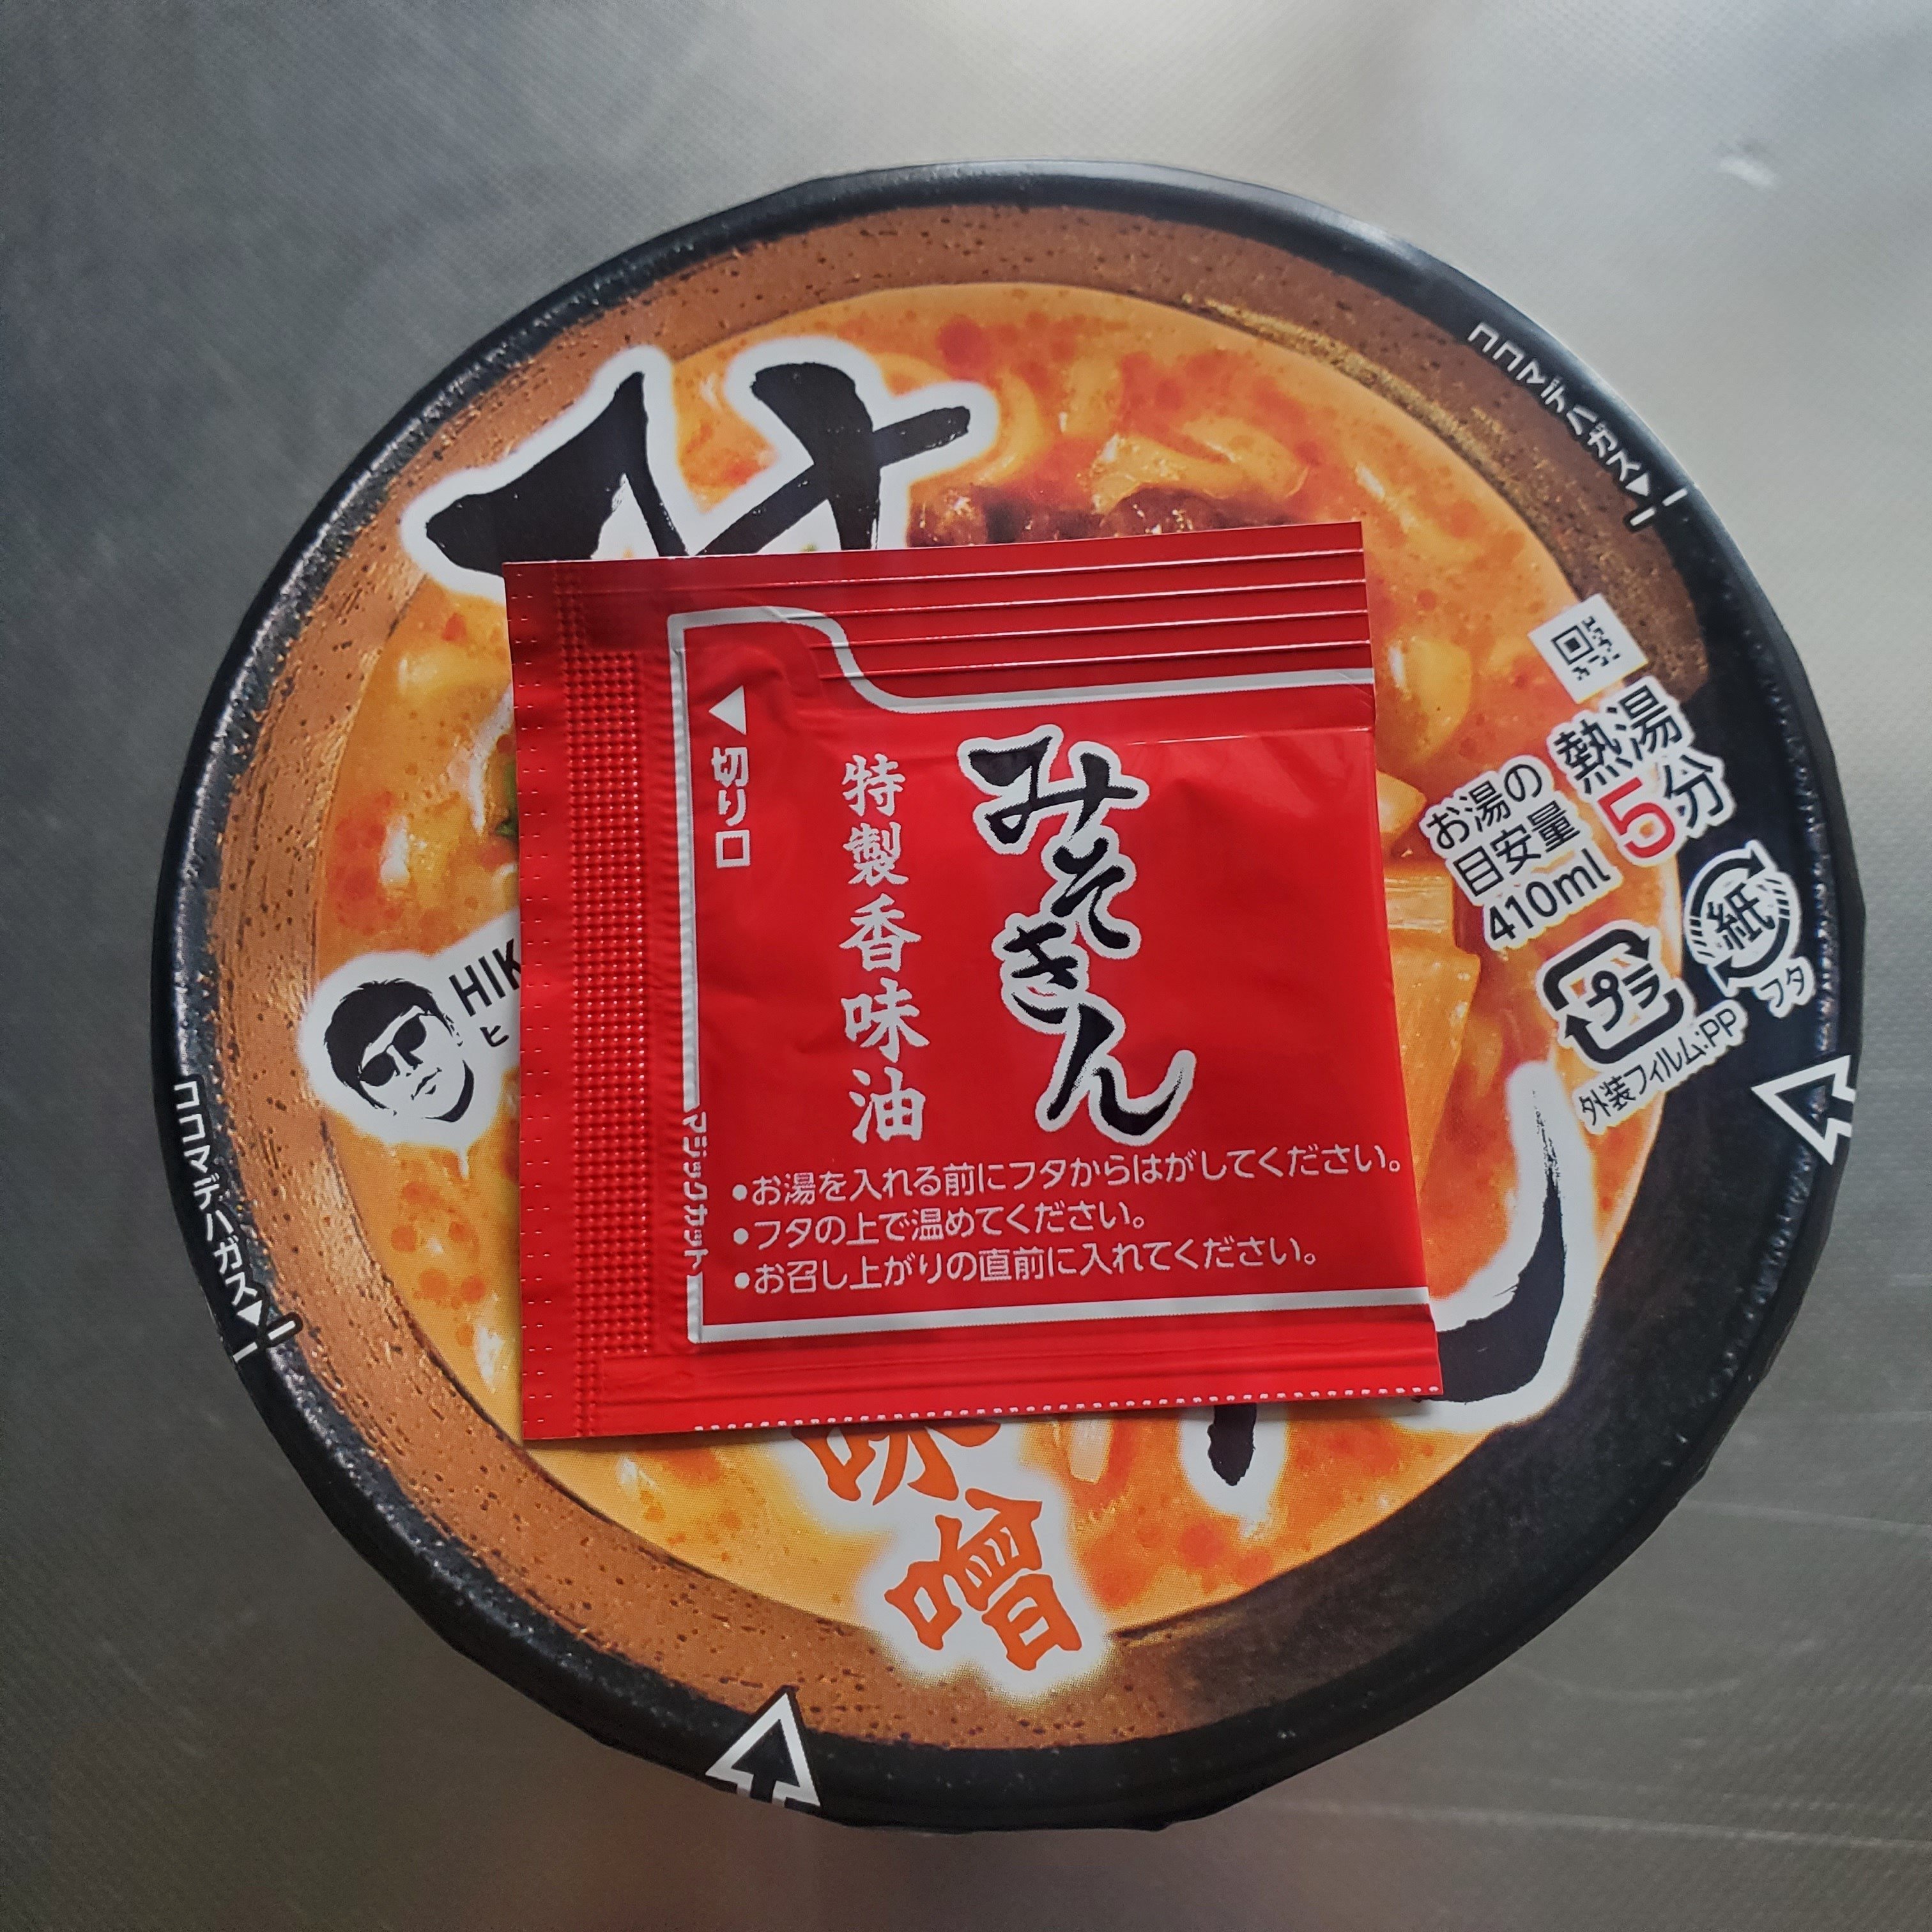 ココマデハガス▼
み
熱湯
5分
お湯の
目安量
410ml
紙
フタ
プラ
外装フィルム:PP
HIK
ヒ
ココマデハガス▼
◀切り口
マジックカット
みそきん
特製香味油
●お湯を入れる前にフタからはがしてください。
●フタの上で温めてください。
●お召し上がりの直前に入れてください。
ん
味噌